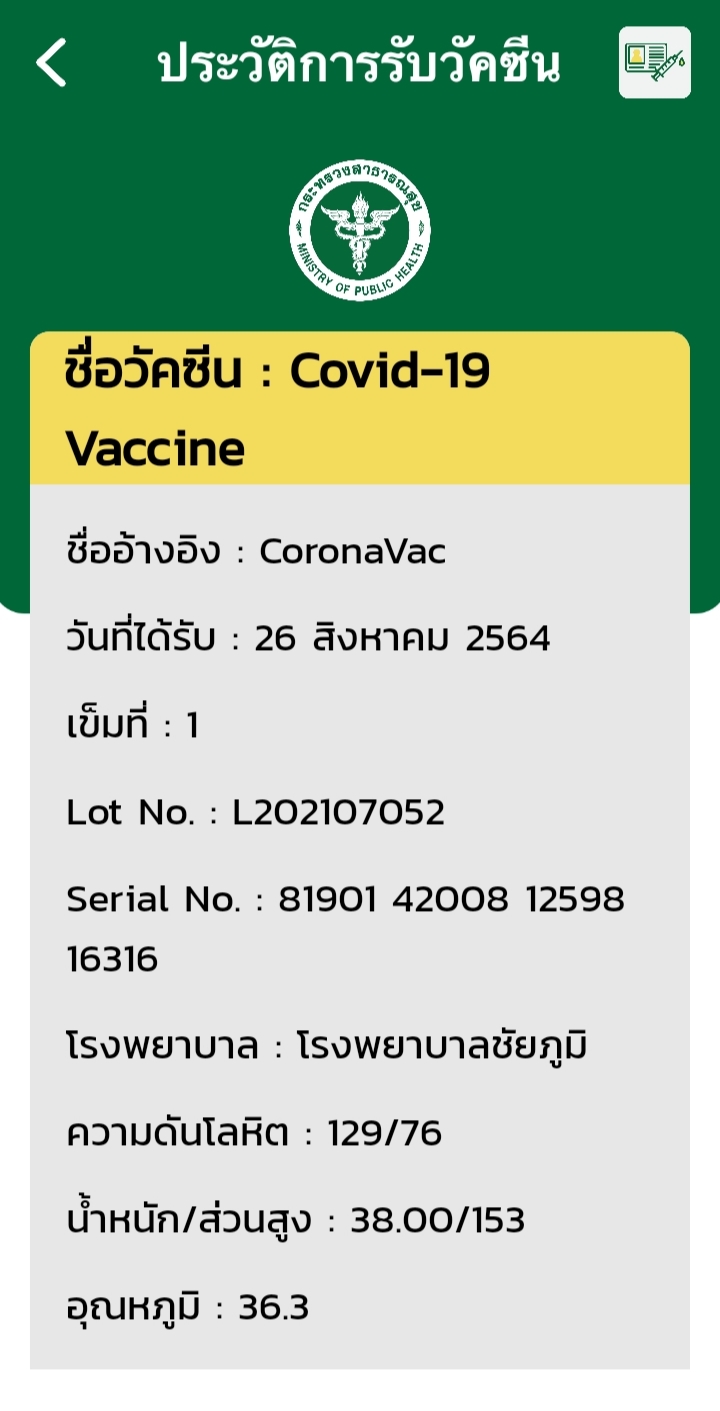 ประวัติการรับวัคซีน
กระทรวงสาธารณสุข
MINISTRY OF PUBLIC HEALTH
ชื่อวัคซีน : Covid-19
Vaccine
ชื่ออ้างอิง : CoronaVac
วันที่ได้รับ : 26 สิงหาคม 2564
เข็มที่ : 1
Lot No. : L202107052
Serial No. : 81901 42008 12598
16316
โรงพยาบาล : โรงพยาบาลชัยภูมิ
ความดันโลหิต : 129/76
น้ำหนัก/ส่วนสูง : 38.00/153
อุณหภูมิ : 36.3